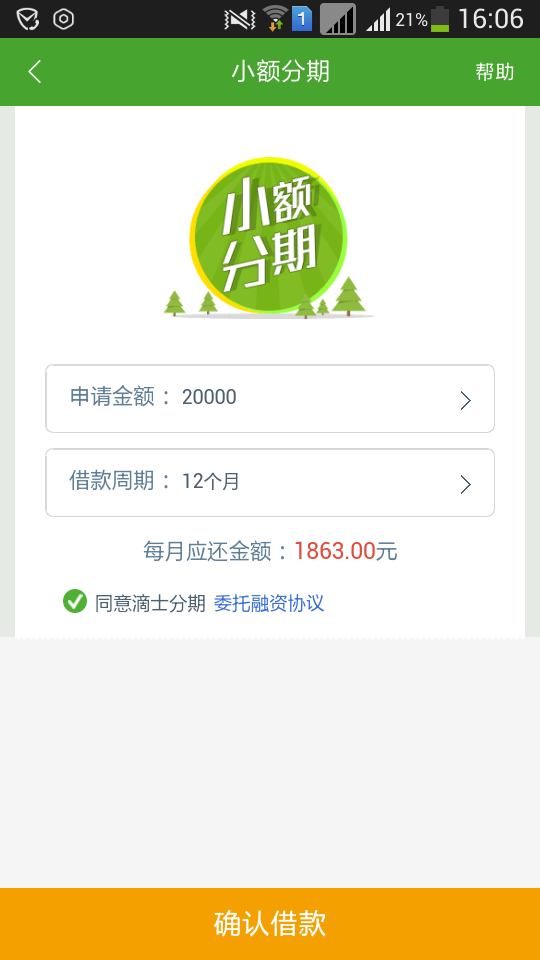 1 21% 16:06
小额分期
帮助
小额
分期
申请金额： 20000
借款周期： 12个月
每月应还金额：1863.00元
同意滴士分期 委托融资协议
确认借款